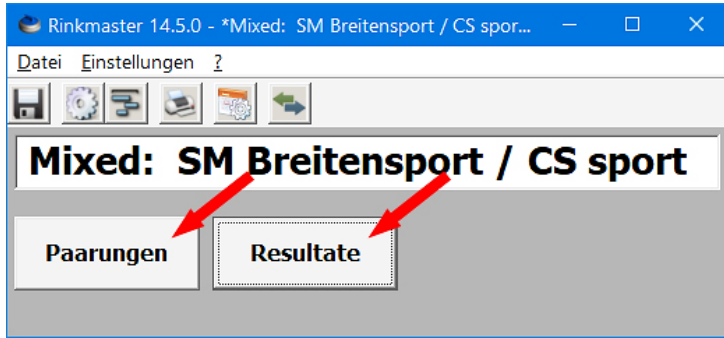 Rinkmaster 14.5.0 - *Mixed:  SM Breitensport / CS spor...
Datei Einstellungen ?
Mixed:  SM Breitensport / CS sport
Paarungen Resultate